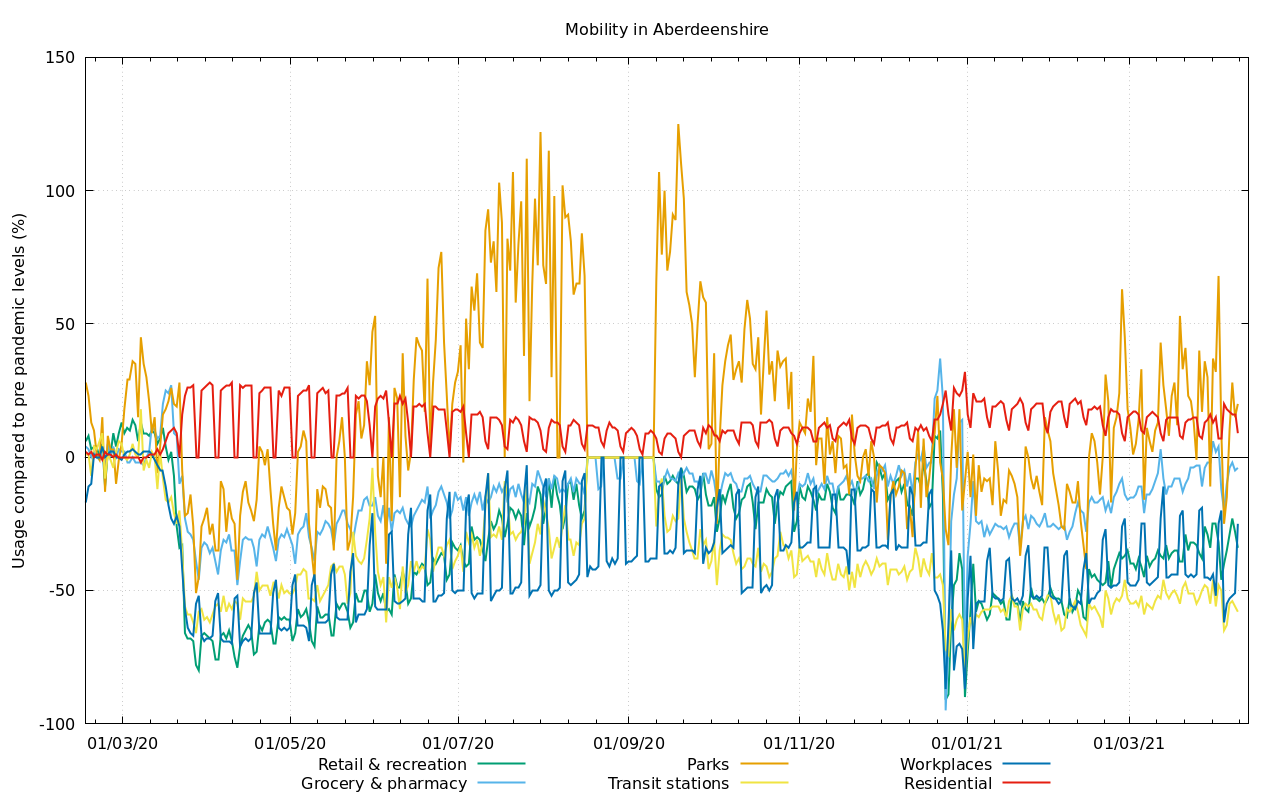 Mobility in Aberdeenshire
Usage compared to pre pandemic levels (%)
150
100
50
0
-50
-100
01/03/20 01/05/20 01/07/20 01/09/20 01/11/20 01/01/21 01/03/21
Retail & recreation Parks Workplaces
Grocery & pharmacy Transit stations Residential